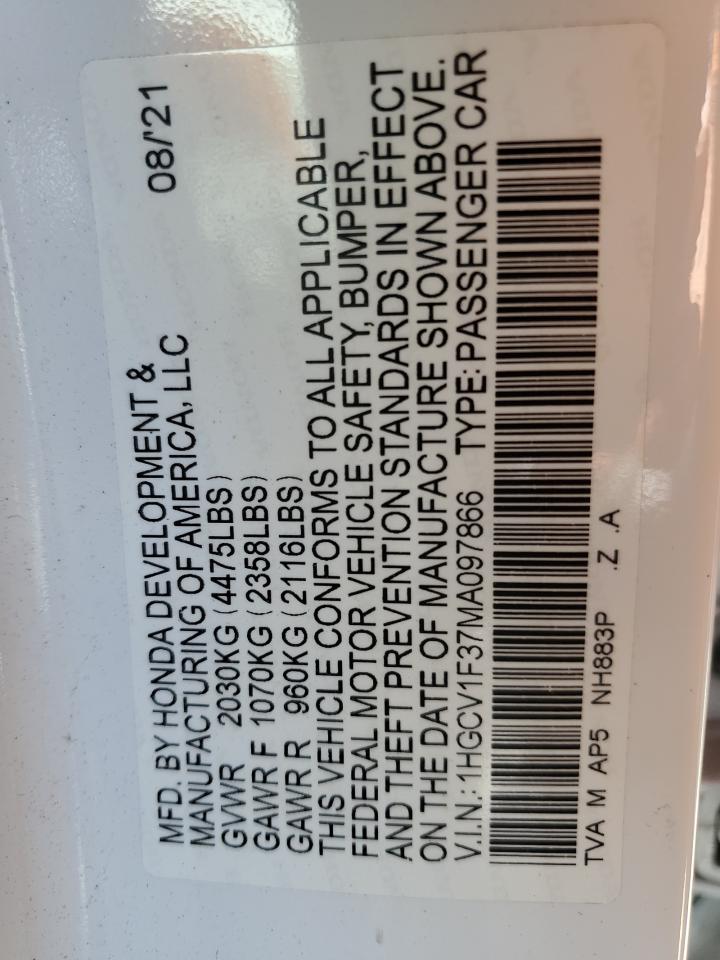 MFD. BY HONDA DEVELOPMENT & 08/'21
MANUFACTURING OF AMERICA, LLC
GVWR 2030KG (4475LBS)
GAWR F 1070KG (2358LBS)
GAWR R 960KG (2116LBS)
THIS VEHICLE CONFORMS TO ALL APPLICABLE
FEDERAL MOTOR VEHICLE SAFETY, BUMPER,
AND THEFT PREVENTION STANDARDS IN EFFECT
ON THE DATE OF MANUFACTURE SHOWN ABOVE.
V.I.N.: 1HGCV1F37MA097866 TYPE: PASSENGER CAR
TVA M AP5 NH883P .Z .A